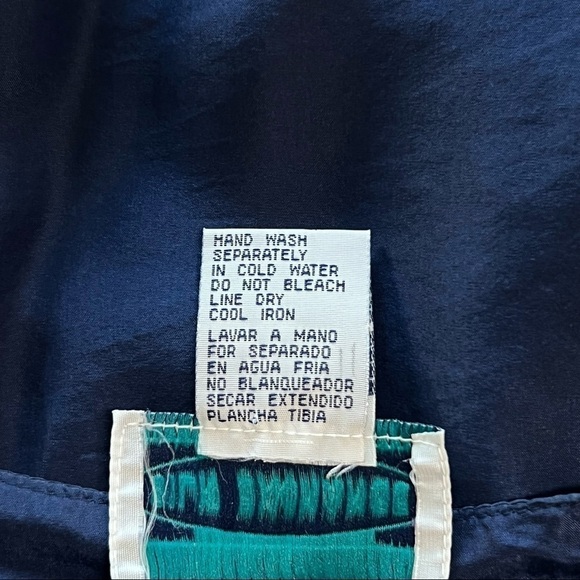 HAND WASH
SEPARATELY
IN COLD WATER
DO NOT BLEACH
LINE DRY
COOL IRON
LAVAR A MANO
FOR SEPARADO
EN AGUA FRIA
NO BLANQUEADOR
SECAR EXTENDIDO
PLANCHA TIBIA